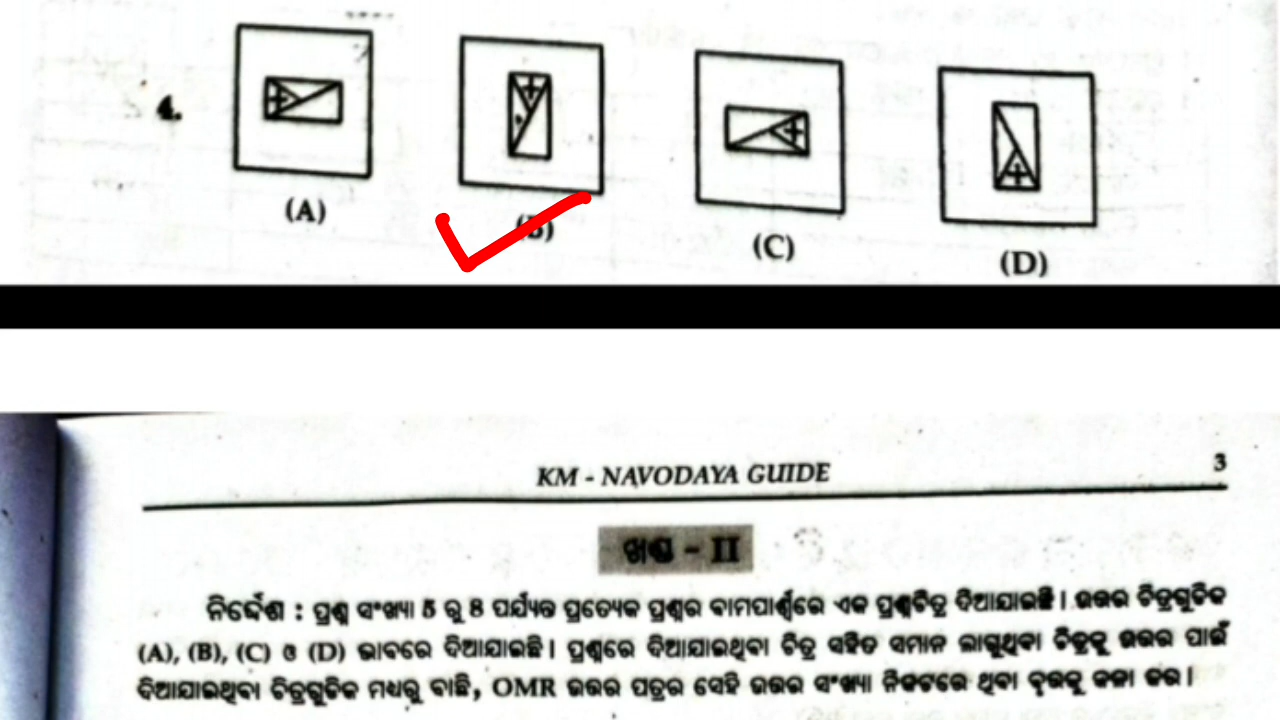 4.
(A)
(B)
(C)
(D)
KM - NAVODAYA GUIDE
3
ଖଣ୍ଡ - II
ନିର୍ଦ୍ଦେଶ : ପ୍ରଶ୍ନ ସଂଖ୍ୟା 5 ରୁ 8 ପର୍ଯ୍ୟନ୍ତ ପ୍ରତ୍ୟେକ ପ୍ରଶ୍ନର ବାମପାର୍ଶ୍ୱରେ ଏକ ପ୍ରଶ୍ନଚିତ୍ର ଦିଆଯାଇଛି । ଉତ୍ତର ଚିତ୍ରଗୁଡିକ
(A), (B), (C) ଓ (D) ଭାବରେ ଦିଆଯାଇଛି । ପ୍ରଶ୍ନରେ ଦିଆଯାଇଥିବା ଚିତ୍ର ସହିତ ସମାନ ଲାଗୁଥିବା ଚିତ୍ରକୁ ଉତ୍ତର ପାଇଁ
ଦିଆଯାଇଥିବା ଚିତ୍ରଗୁଡିକ ମଧ୍ୟରୁ ବାଛି, OMR ଉତ୍ତର ପତ୍ରର ସେହି ଉତ୍ତର ସଂଖ୍ୟା ନିକଟରେ ଥିବା ବୃତ୍ତକୁ କଳା କର ।